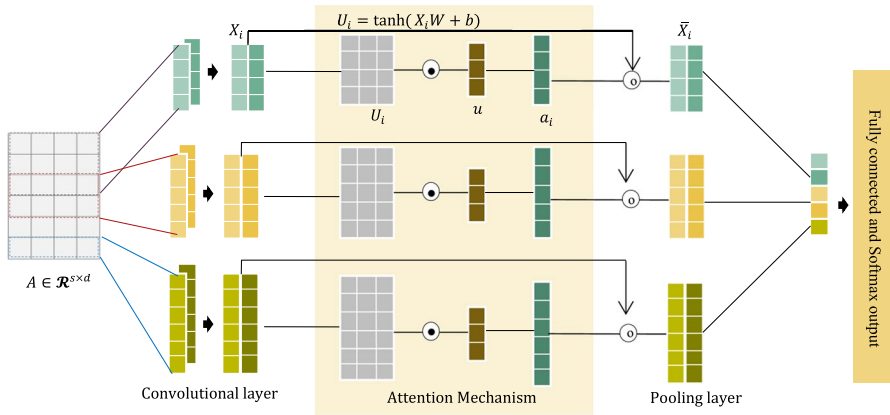 U_i = tanh( X_i W + b)
X_i
X̄_i
U_i
u
a_i
A ∈ 𝓡^{s×d}
Convolutional layer
Attention Mechanism
Pooling layer
Fully connected and Softmax output
o
o
o